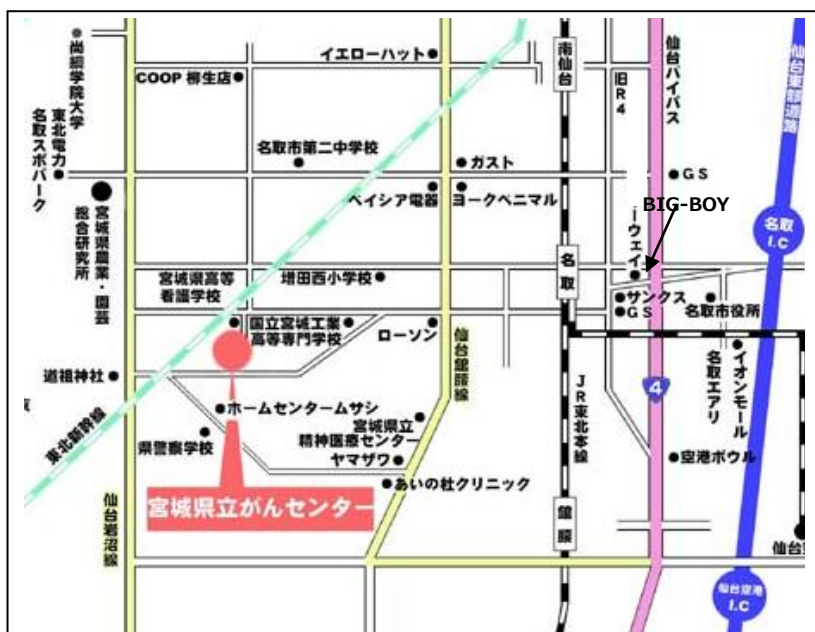 尚絅学院大学
東北電力
名取スポパーク
宮城県農業・園芸
総合研究所
COOP 柳生店
イエローハット
名取市第二中学校
ガスト
ベイシア電器
ヨークベニマル
南仙台
旧R4
仙台バイパス
仙台東部道路
GS
BIG-BOY
ーウェイ
名取
I.C
名取
宮城県高等
看護学校
増田西小学校
国立宮城工業
高等専門学校
ローソン
サンクス
GS
名取市役所
イオンモール
名取エアリ
仙台館腰線
道祖神社
JR東北本線
4
ホームセンタームサシ
宮城県立
精神医療センター
県警察学校
ヤマザワ
あいの杜クリニック
空港ボウル
東北新幹線
仙台岩沼線
宮城県立がんセンター
館腰
仙台空港
I.C